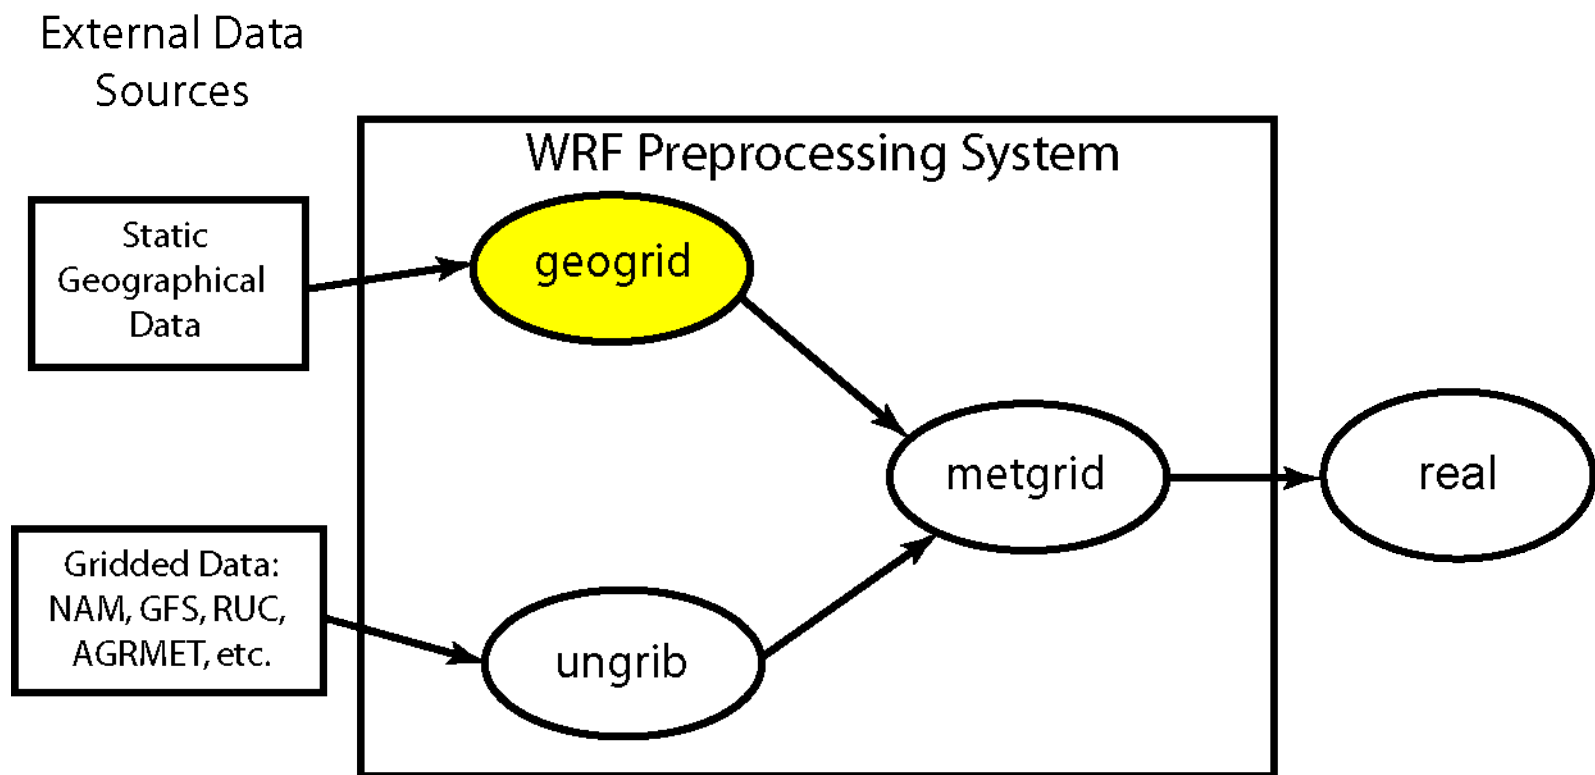 External Data
Sources
WRF Preprocessing System
Static
Geographical
Data
geogrid
metgrid
real
Gridded Data:
NAM, GFS, RUC,
AGRMET, etc.
ungrib